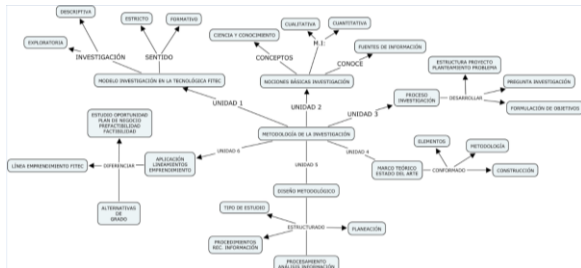 DESCRIPTIVA
ESTRICTO
FORMATIVO
EXPLORATORIA
INVESTIGACIÓN
SENTIDO
MODELO INVESTIGACIÓN EN LA TECNOLÓGICA FITEC
CUALITATIVA
CUANTITATIVA
CIENCIA Y CONOCIMIENTO
M.I:
CONCEPTOS
CONOCE
FUENTES DE INFORMACIÓN
NOCIONES BÁSICAS INVESTIGACIÓN
ESTRUCTURA PROYECTO
PLANTEAMIENTO PROBLEMA
PREGUNTA INVESTIGACIÓN
PROCESO
INVESTIGACIÓN
DESARROLLAR
FORMULACIÓN DE OBJETIVOS
UNIDAD 1
UNIDAD 2
UNIDAD 3
METODOLOGÍA DE LA INVESTIGACIÓN
UNIDAD 6
UNIDAD 5
UNIDAD 4
ESTUDIO OPORTUNIDAD
PLAN DE NEGOCIO
PREFACTIBILIDAD
FACTIBILIDAD
LÍNEA EMPRENDIMIENTO FITEC
DIFERENCIAR
APLICACIÓN
LINEAMIENTOS
EMPRENDIMIENTO
ALTERNATIVAS
DE
GRADO
ELEMENTOS
METODOLOGÍA
MARCO TEÓRICO
ESTADO DEL ARTE
CONFORMADO
CONSTRUCCIÓN
DISEÑO METODOLÓGICO
TIPO DE ESTUDIO
ESTRUCTURADO
PLANEACIÓN
PROCEDIMIENTOS
REC. INFORMACIÓN
PROCESAMIENTO
ANÁLISIS INFORMACIÓN